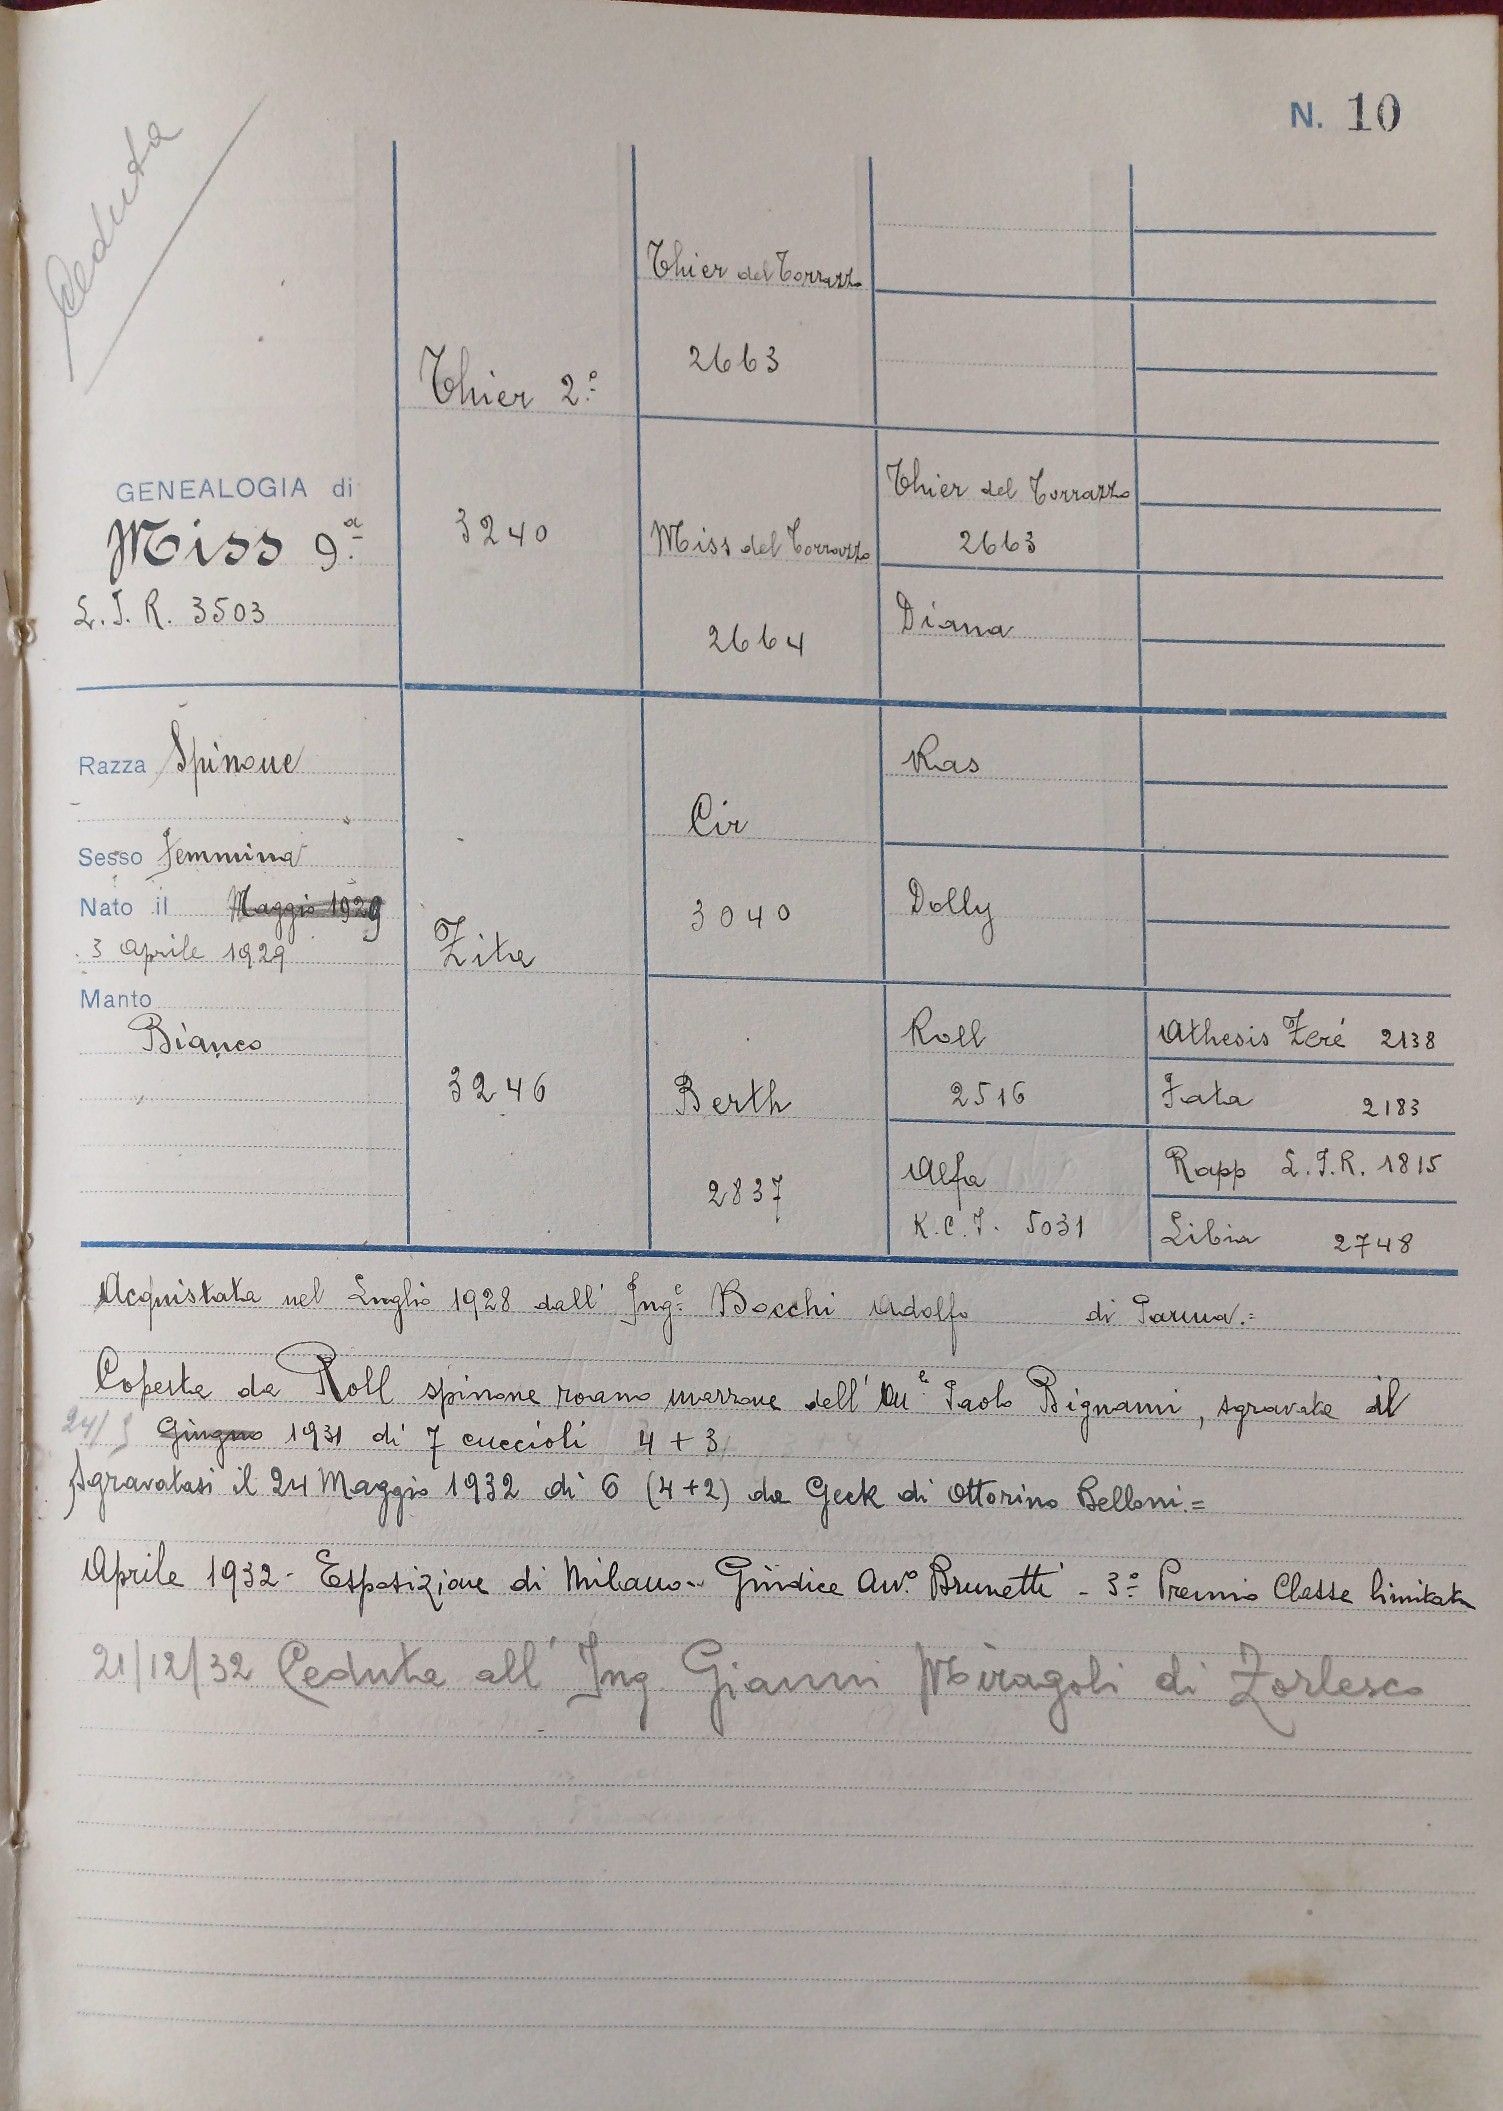 N. 10
Ceduta
GENEALOGIA di
Miss 9.a
L.I.R. 3503
Razza Spinone
Sesso Femmina
Nato il Maggio 1929
3 Aprile 1929
Manto
Bianco
Thier 2.o
3240
Zita
3246
Thier del Torrazzo
2663
Miss del Torrazzo
2664
Cir
3040
Berth
2837
Thier del Torrazzo
2663
Diana
Ras
Dolly
Roll
2516
Alfa
K.C.I. 5031
Athesis Zeré 2138
Fata 2183
Rapp L.I.R. 1815
Libia 2748
Acquistata nel Luglio 1928 dall' Ing.e Bocchi Adolfo di Parma.=
Coperta da Roll spinone roano marrone dell' Paolo Bignami, sgravata il
24/5 Giugno 1931 di 7 cuccioli 4 + 3
Sgravatasi il 24 Maggio 1932 di 6 (4+2) da Geck di Ottorino Belloni.=
Aprile 1932 - Esposizione di Milano - Giudice Avv.o Brunetti - 3.o Premio Classe limitata
21/12/32 Ceduta all' Ing. Gianni Miragoli di Zorlesco